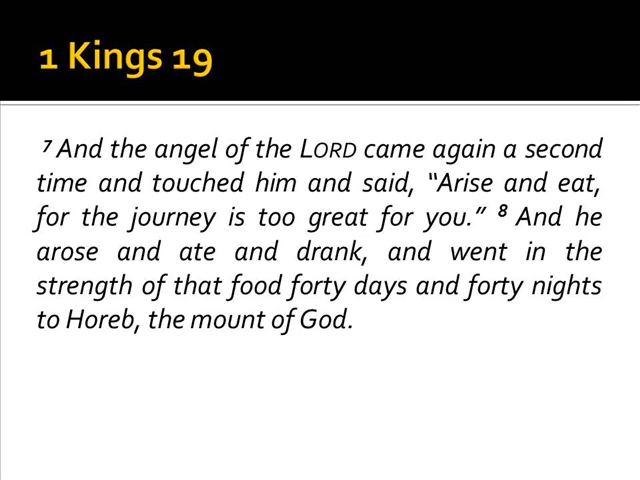 1 Kings 19
⁷ And the angel of the LORD came again a second
time and touched him and said, “Arise and eat,
for the journey is too great for you.” ⁸ And he
arose and ate and drank, and went in the
strength of that food forty days and forty nights
to Horeb, the mount of God.